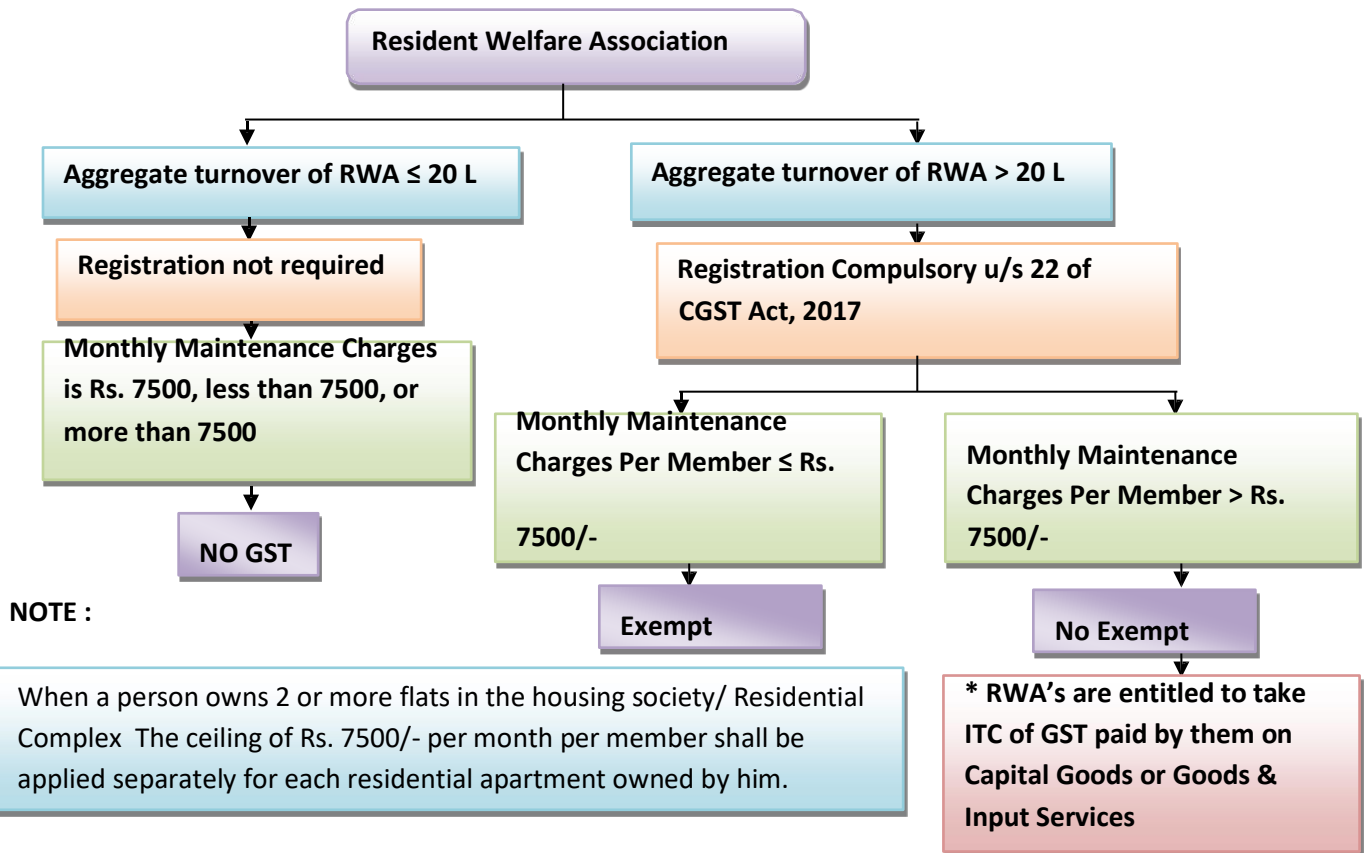 Resident Welfare Association
Aggregate turnover of RWA ≤ 20 L
Aggregate turnover of RWA > 20 L
Registration not required
Registration Compulsory u/s 22 of
CGST Act, 2017
Monthly Maintenance Charges
is Rs. 7500, less than 7500, or
more than 7500
Monthly Maintenance
Charges Per Member ≤ Rs.
7500/-
Monthly Maintenance
Charges Per Member > Rs.
7500/-
NO GST
Exempt
No Exempt
NOTE :
When a person owns 2 or more flats in the housing society/ Residential
Complex The ceiling of Rs. 7500/- per month per member shall be
applied separately for each residential apartment owned by him.
* RWA's are entitled to take
ITC of GST paid by them on
Capital Goods or Goods &
Input Services